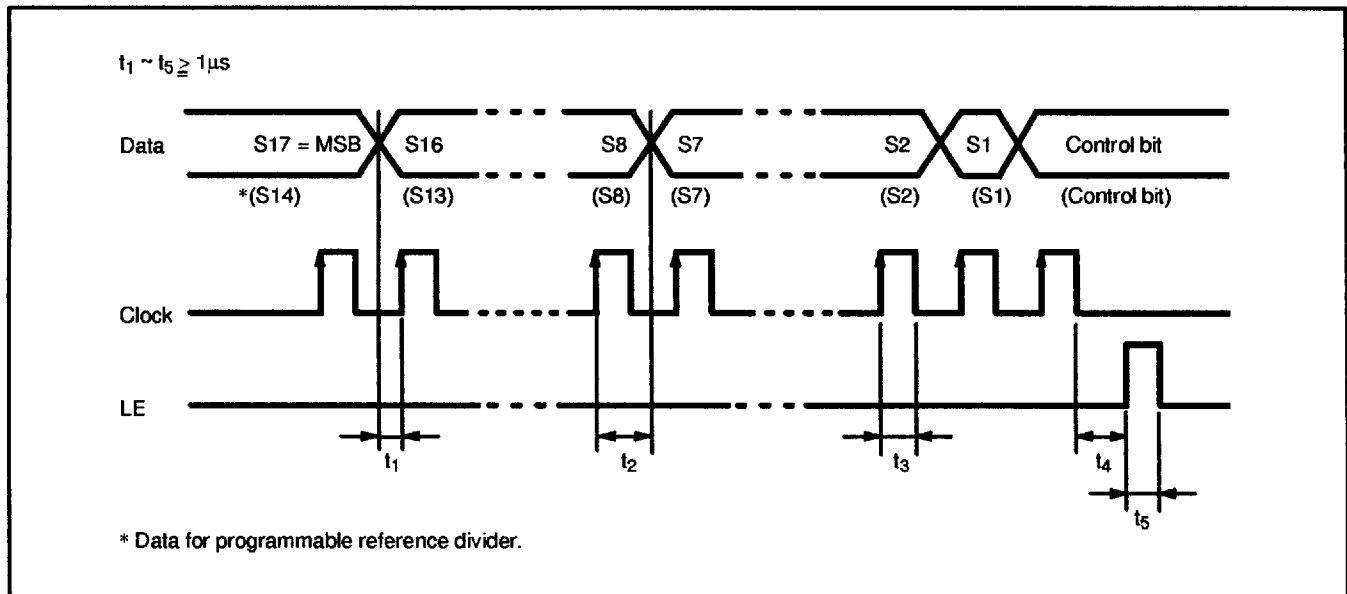 t1 ~ t5 ≧ 1μs
Data
S17 = MSB
S16
S8
S7
S2
S1
Control bit
*(S14)
(S13)
(S8)
(S7)
(S2)
(S1)
(Control bit)
Clock
LE
t1
t2
t3
t4
t5
* Data for programmable reference divider.